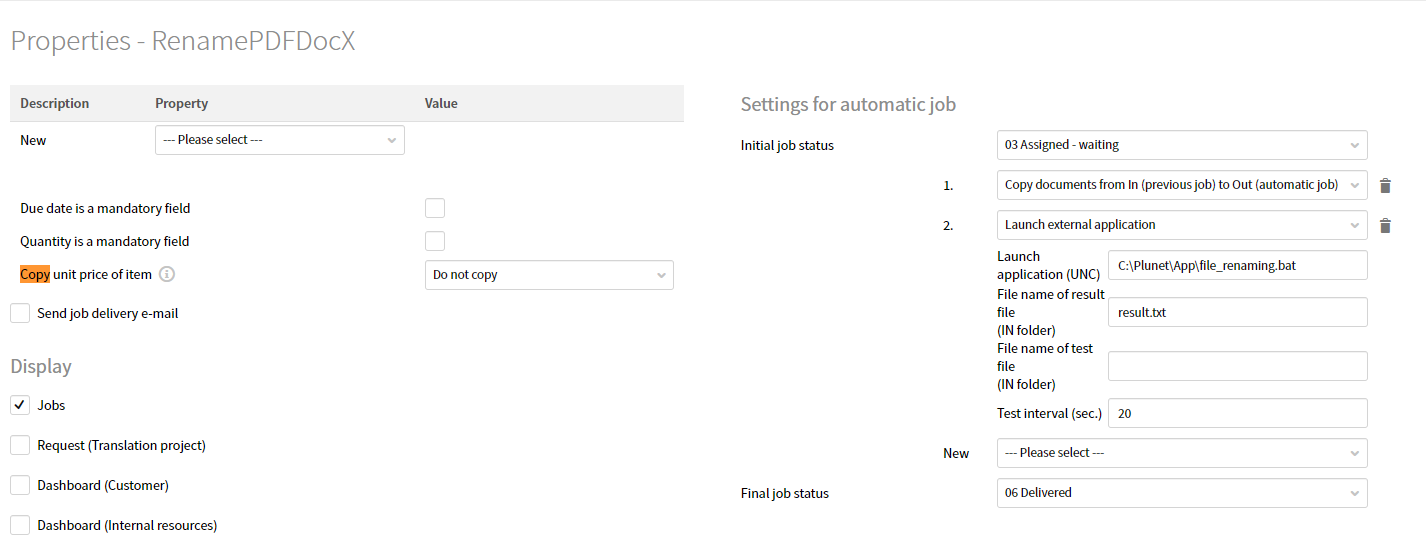 Properties - RenamePDFDocX
Description Property Value
New --- Please select ---
Due date is a mandatory field
Quantity is a mandatory field
Copy unit price of item Do not copy
Send job delivery e-mail
Display
Jobs
Request (Translation project)
Dashboard (Customer)
Dashboard (Internal resources)
Settings for automatic job
Initial job status 03 Assigned - waiting
1. Copy documents from In (previous job) to Out (automatic job)
2. Launch external application
Launch
application (UNC) C:\Plunet\App\file_renaming.bat
File name of result
file
(IN folder) result.txt
File name of test
file
(IN folder)
Test interval (sec.) 20
New --- Please select ---
Final job status 06 Delivered